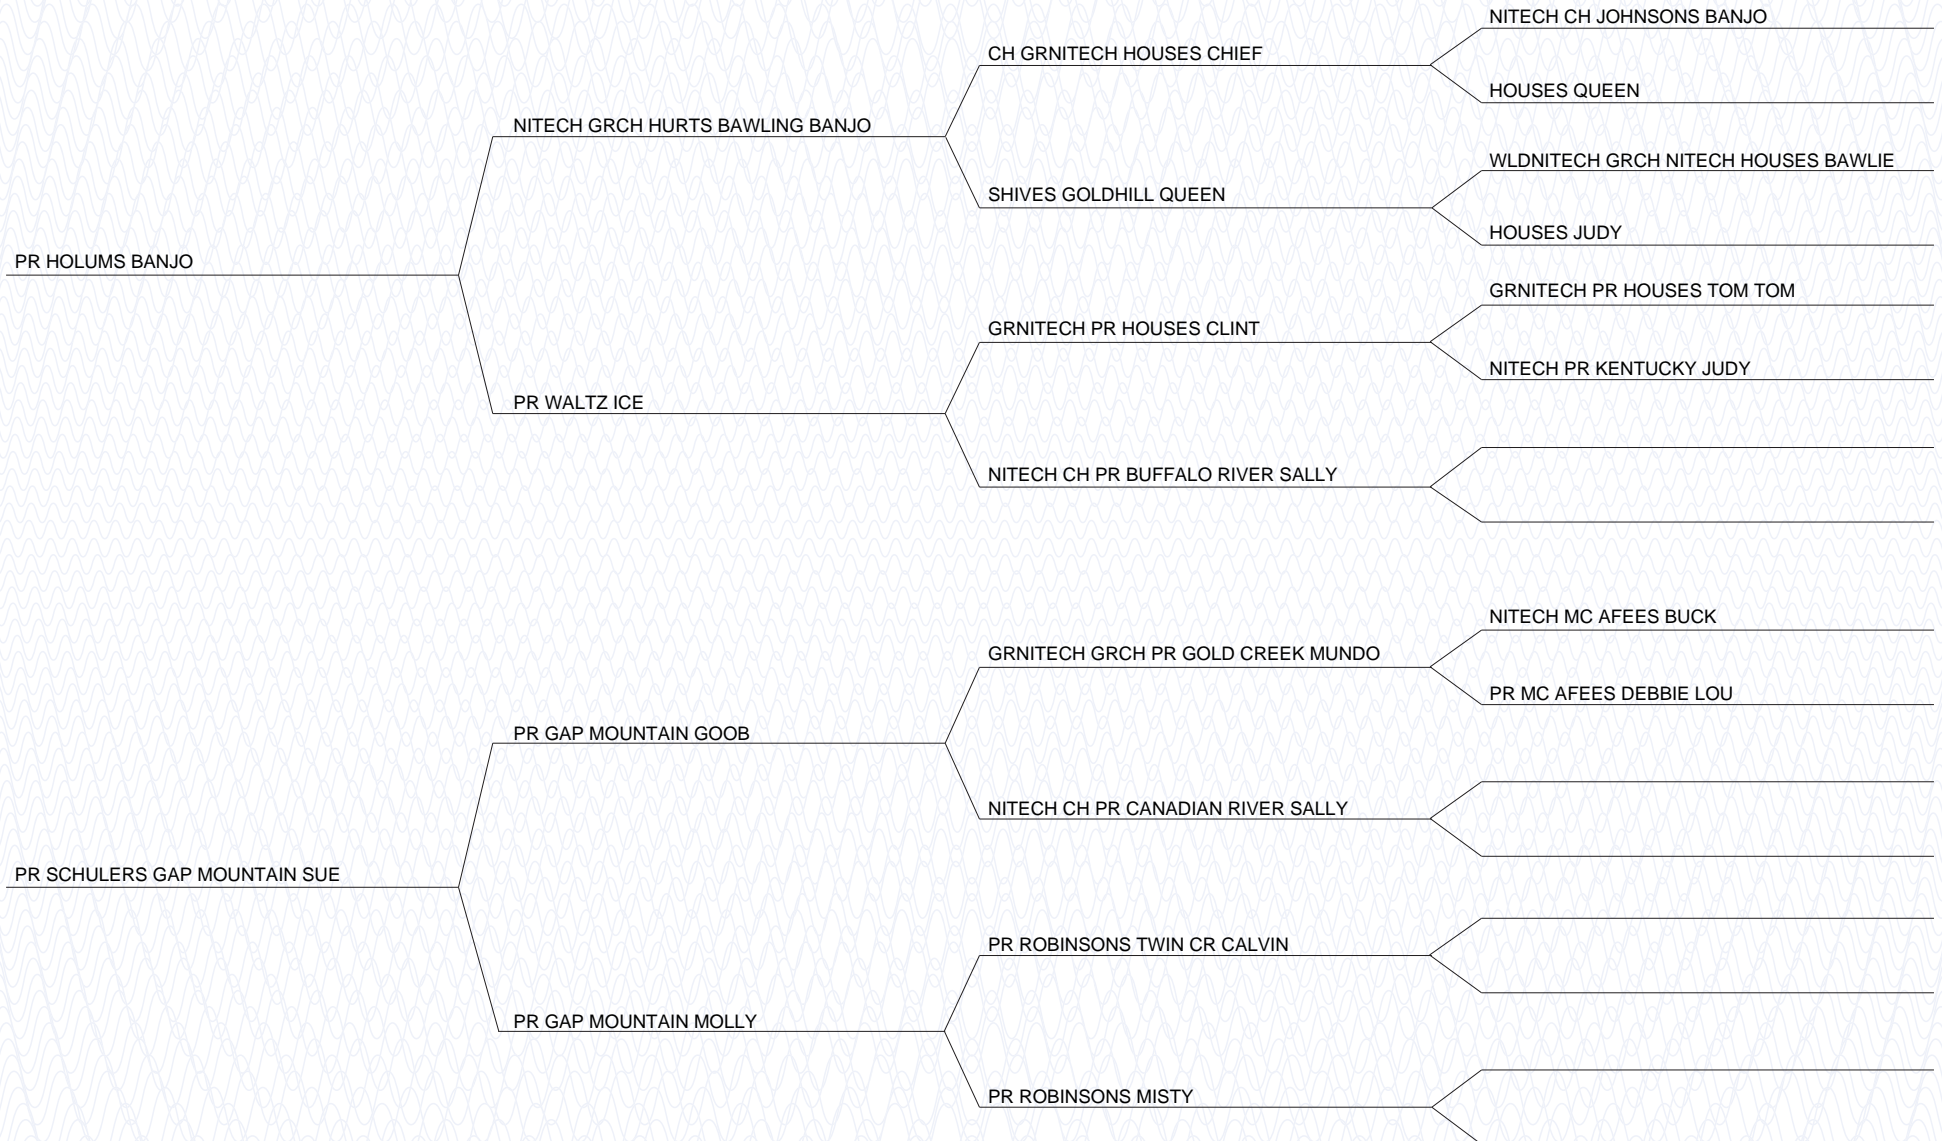 NITECH CH JOHNSONS BANJO
CH GRNITECH HOUSES CHIEF
HOUSES QUEEN
NITECH GRCH HURTS BAWLING BANJO
WLDNITECH GRCH NITECH HOUSES BAWLIE
SHIVES GOLDHILL QUEEN
HOUSES JUDY
PR HOLUMS BANJO
GRNITECH PR HOUSES TOM TOM
GRNITECH PR HOUSES CLINT
NITECH PR KENTUCKY JUDY
PR WALTZ ICE
NITECH CH PR BUFFALO RIVER SALLY
NITECH MC AFEES BUCK
GRNITECH GRCH PR GOLD CREEK MUNDO
PR MC AFEES DEBBIE LOU
PR GAP MOUNTAIN GOOB
NITECH CH PR CANADIAN RIVER SALLY
PR SCHULERS GAP MOUNTAIN SUE
PR ROBINSONS TWIN CR CALVIN
PR GAP MOUNTAIN MOLLY
PR ROBINSONS MISTY